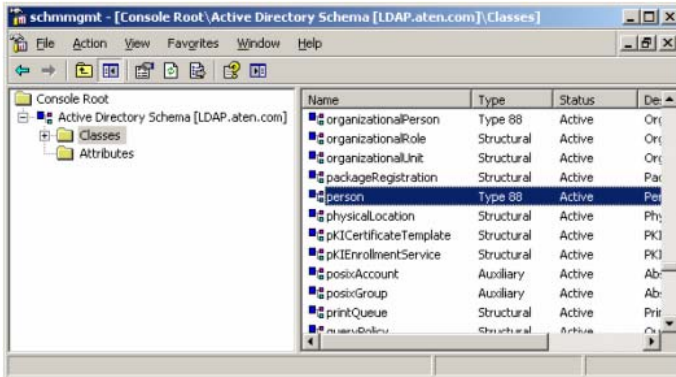 schmmgmt - [Console Root\Active Directory Schema [LDAP.aten.com]\Classes]
File Action View Favorites Window Help
Console Root
Active Directory Schema [LDAP.aten.com]
Classes
Attributes
Name Type Status
organizationalPerson Type 88 Active
organizationalRole Structural Active
organizationalUnit Structural Active
packageRegistration Structural Active
person Type 88 Active
physicalLocation Structural Active
pKICertificateTemplate Structural Active
pKIEnrollmentService Structural Active
posixAccount Auxiliary Active
posixGroup Auxiliary Active
printQueue Structural Active
queryPolicy Structural Active